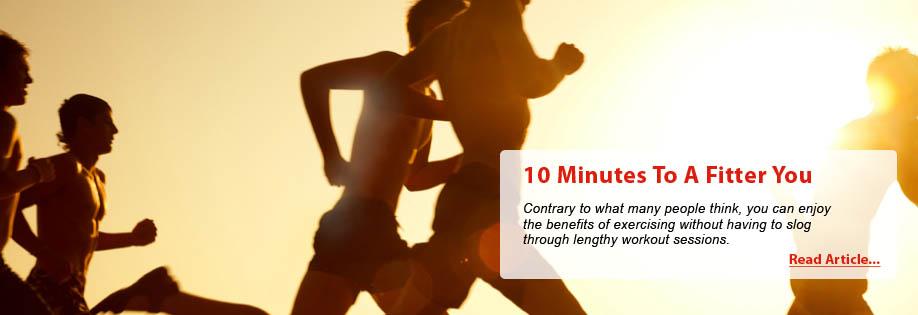 10 Minutes To A Fitter You
Contrary to what many people think, you can enjoy
the benefits of exercising without having to slog
through lengthy workout sessions.
Read Article...